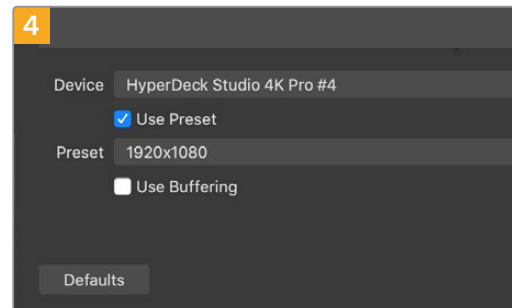 4
Device HyperDeck Studio 4K Pro #4
Use Preset
Preset 1920x1080
Use Buffering
Defaults